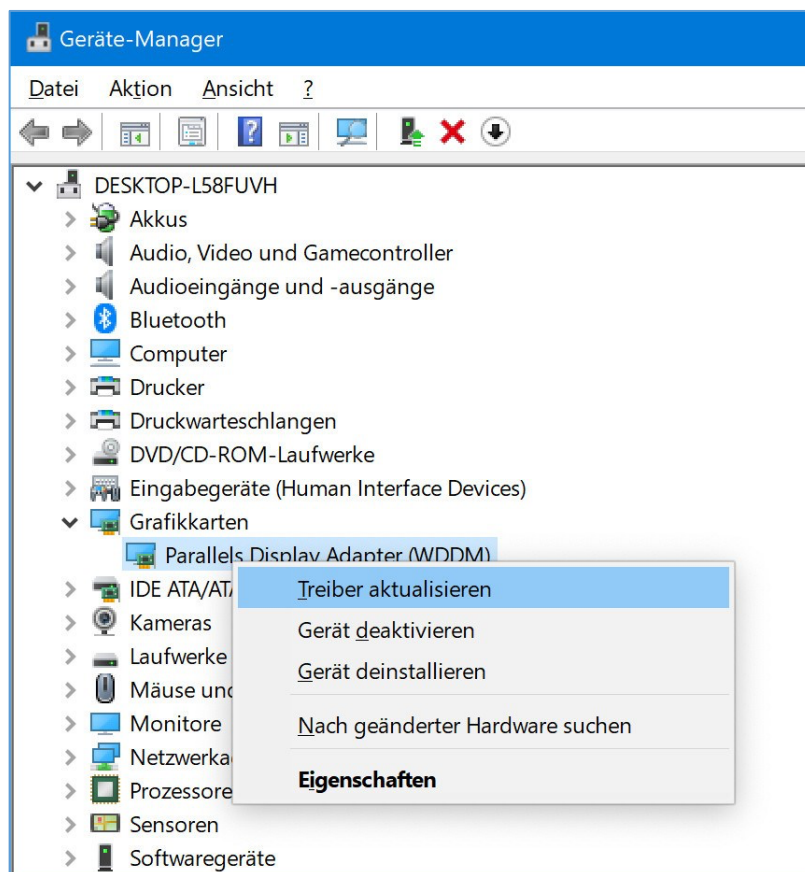 Geräte-Manager
Datei Aktion Ansicht ?
DESKTOP-L58FUVH
Akkus
Audio, Video und Gamecontroller
Audioeingänge und -ausgänge
Bluetooth
Computer
Drucker
Druckwarteschlangen
DVD/CD-ROM-Laufwerke
Eingabegeräte (Human Interface Devices)
Grafikkarten
Parallels Display Adapter (WDDM)
IDE ATA/ATA
Treiber aktualisieren
Kameras
Gerät deaktivieren
Laufwerke
Gerät deinstallieren
Mäuse und
Monitore
Nach geänderter Hardware suchen
Netzwerka
Prozessore
Eigenschaften
Sensoren
Softwaregeräte